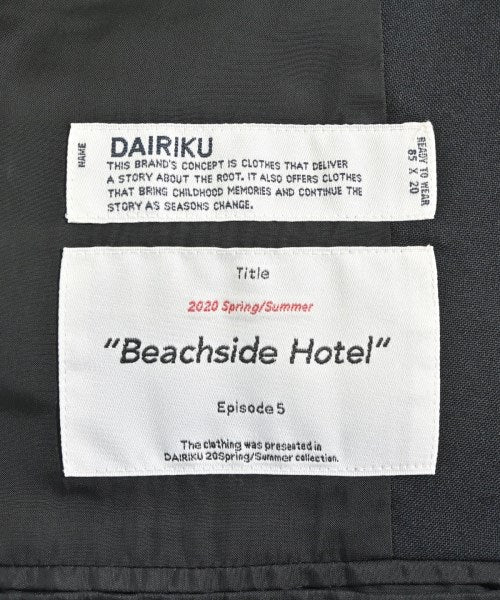 NAME
DAIRIKU
THIS BRAND'S CONCEPT IS CLOTHES THAT DELIVER
A STORY ABOUT THE ROOT. IT ALSO OFFERS CLOTHES
THAT BRING CHILDHOOD MEMORIES AND CONTINUE THE
STORY AS SEASONS CHANGE.
READY TO WEAR
85 X 20
Title
2020 Spring/Summer
"Beachside Hotel"
Episode 5
The clothing was presented in
DAIRIKU 20Spring/Summer collection.